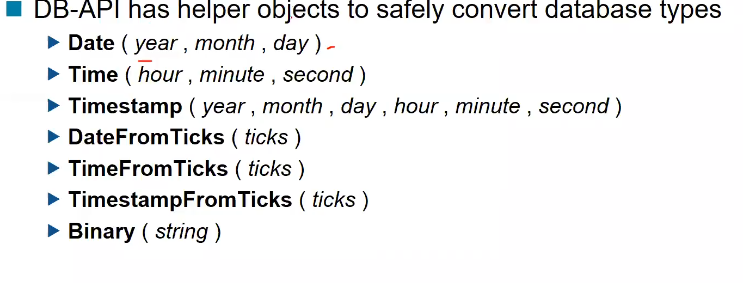 DB-API has helper objects to safely convert database types
Date ( year , month , day )
Time ( hour , minute , second )
Timestamp ( year , month , day , hour , minute , second )
DateFromTicks ( ticks )
TimeFromTicks ( ticks )
TimestampFromTicks ( ticks )
Binary ( string )